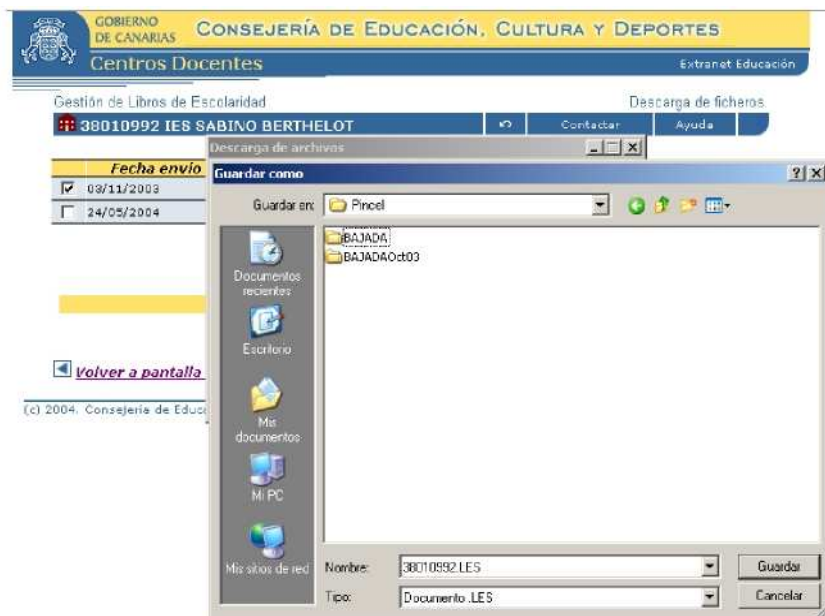 GOBIERNO
DE CANARIAS
CONSEJERÍA DE EDUCACIÓN, CULTURA Y DEPORTES
Centros Docentes
Extranet Educación
Gestión de Libros de Escolaridad
Descarga de ficheros
38010992 IES SABINO BERTHELOT
Contactar
Ayuda
Descarga de archivos
Fecha envío
Guardar como
03/11/2003
Guardar en:
Pincel
24/05/2004
BAJADA
BAJADAOct03
Documentos
recientes
Escritorio
Volver a pantalla
Mis
documentos
(c) 2004. Consejería de Educa
Mi PC
Mis sitios de red
Nombre:
38010992.LES
Guardar
Tipo:
Documento .LES
Cancelar